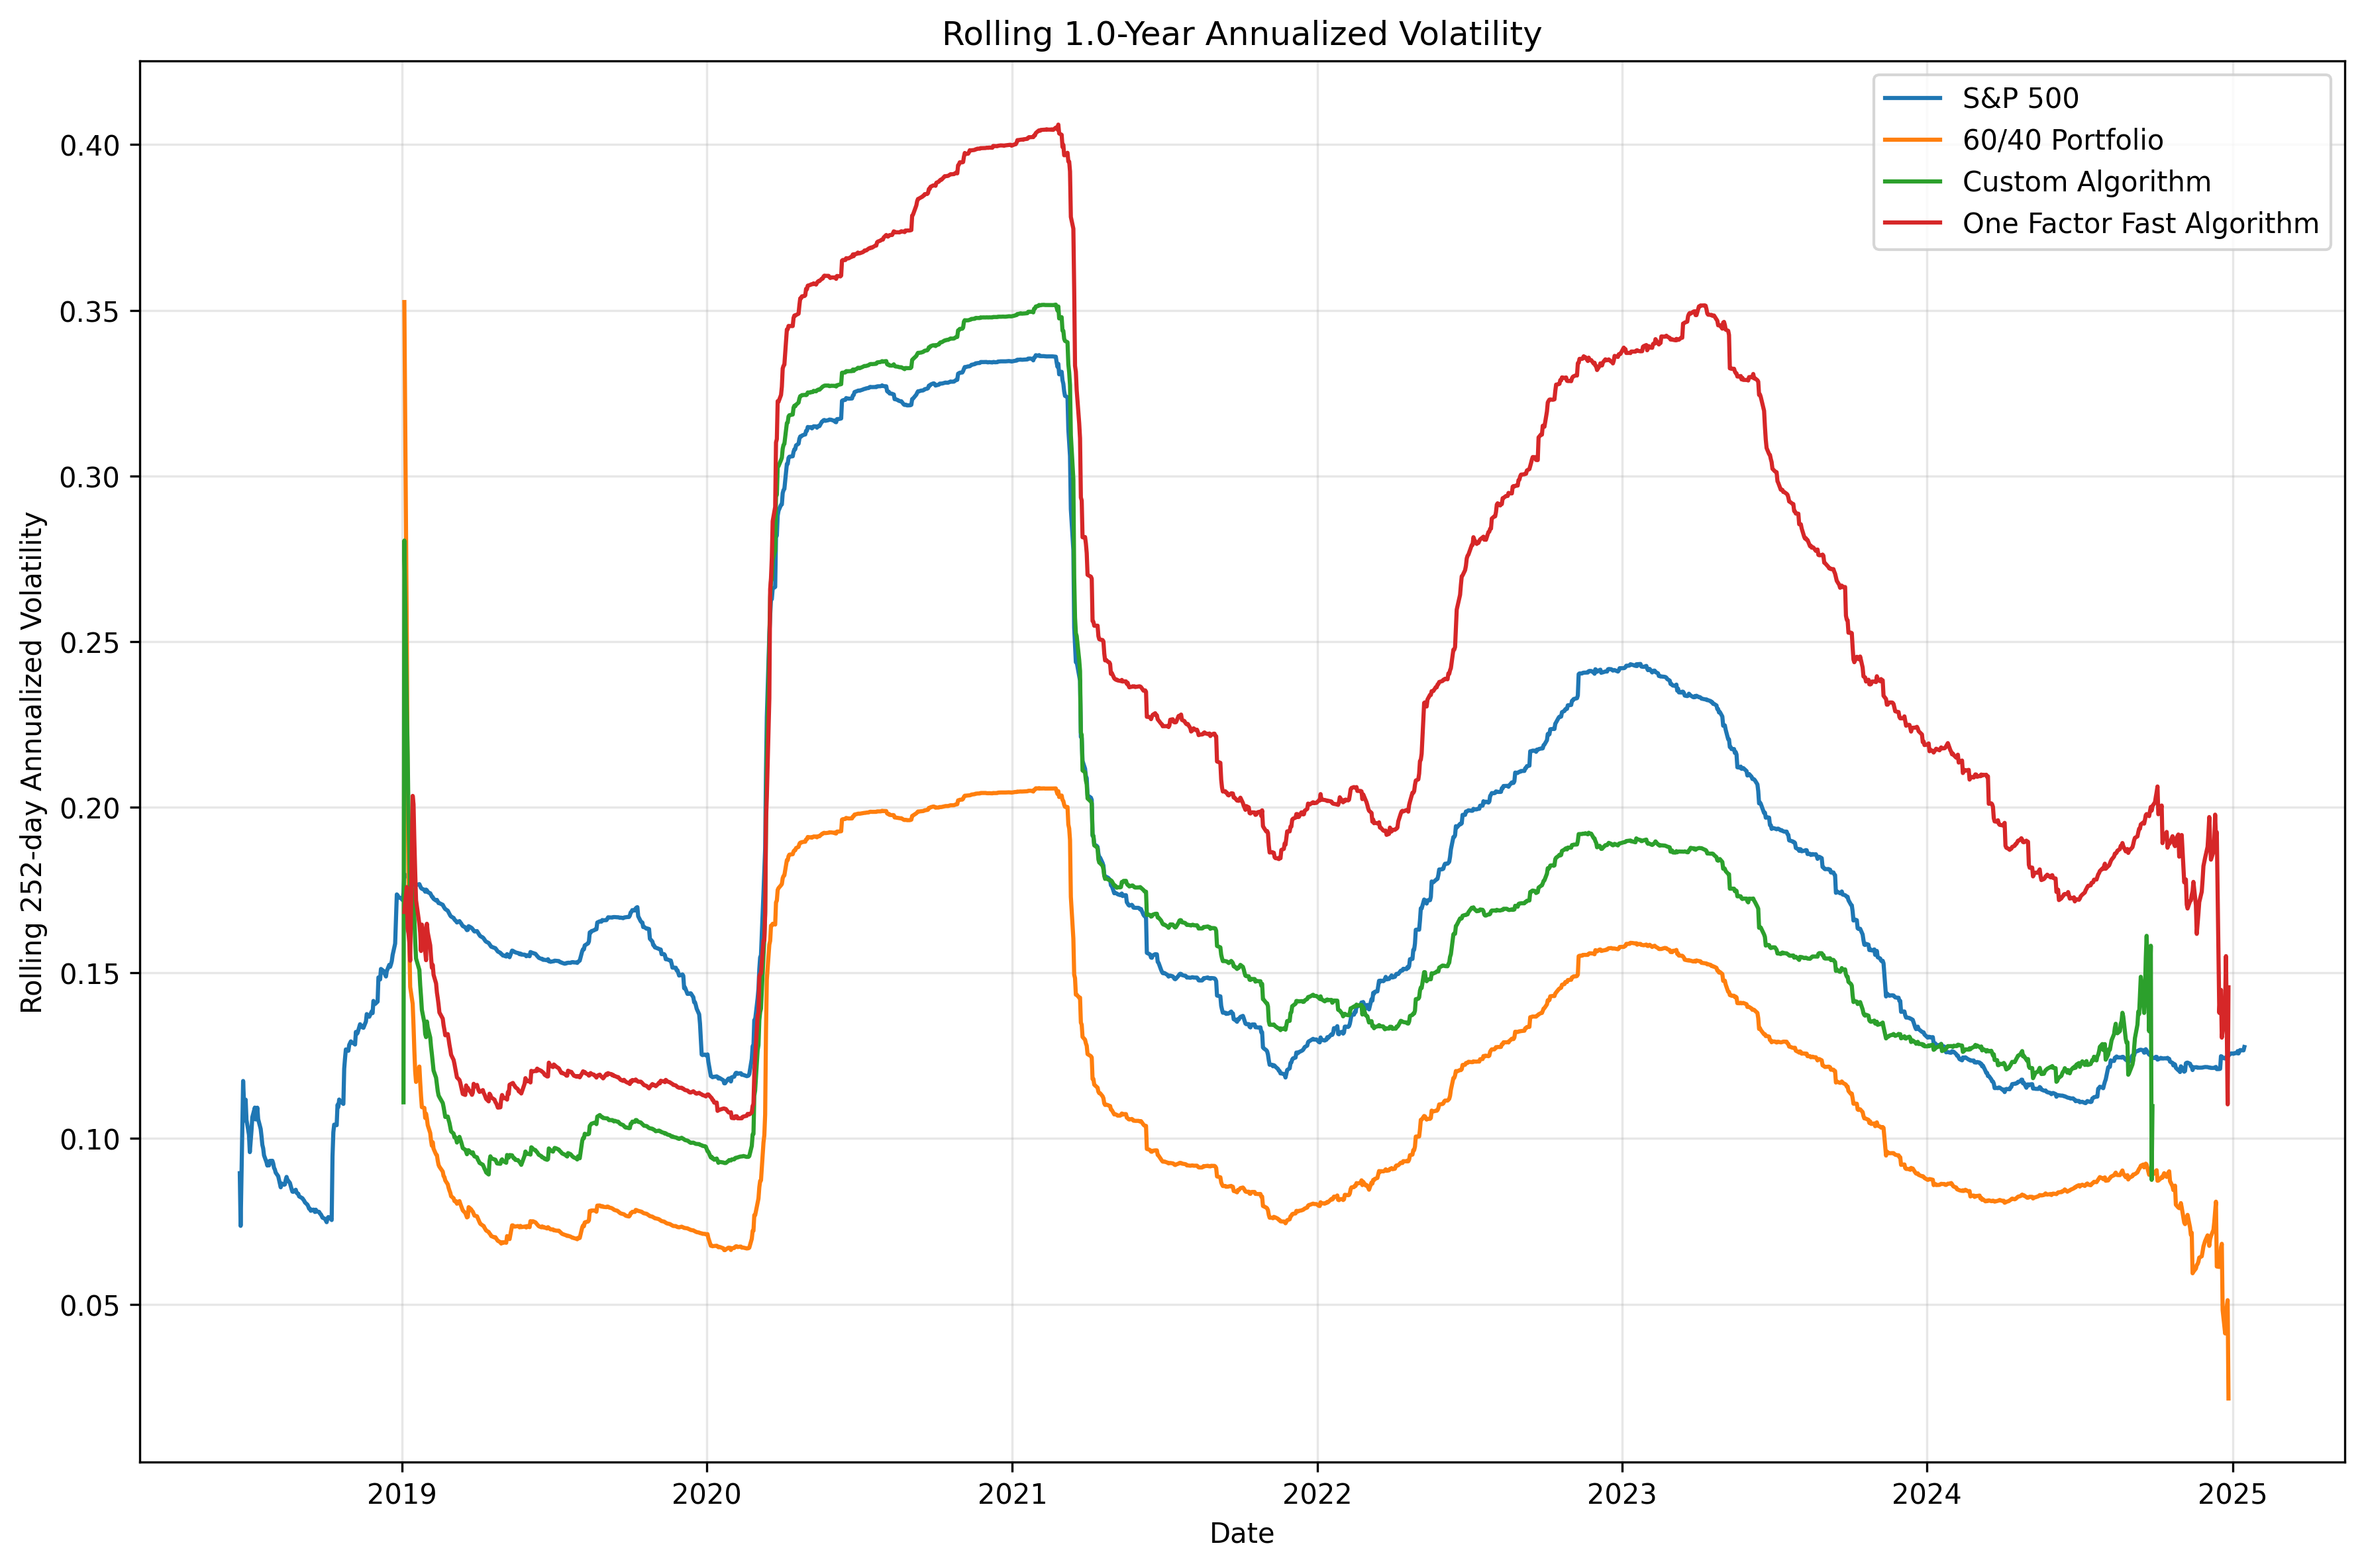 Rolling 1.0-Year Annualized Volatility
S&P 500
60/40 Portfolio
Custom Algorithm
One Factor Fast Algorithm
Rolling 252-day Annualized Volatility
0.40
0.35
0.30
0.25
0.20
0.15
0.10
0.05
2019
2020
2021
2022
2023
2024
2025
Date